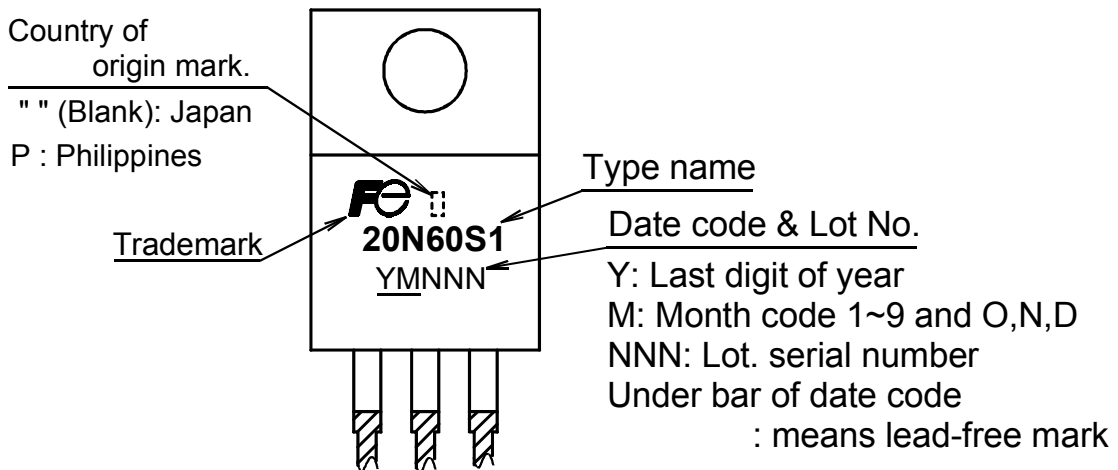 Country of
origin mark.
" " (Blank): Japan
P : Philippines
Trademark
Fe
20N60S1
YMNNN
Type name
Date code & Lot No.
Y: Last digit of year
M: Month code 1~9 and O,N,D
NNN: Lot. serial number
Under bar of date code
: means lead-free mark